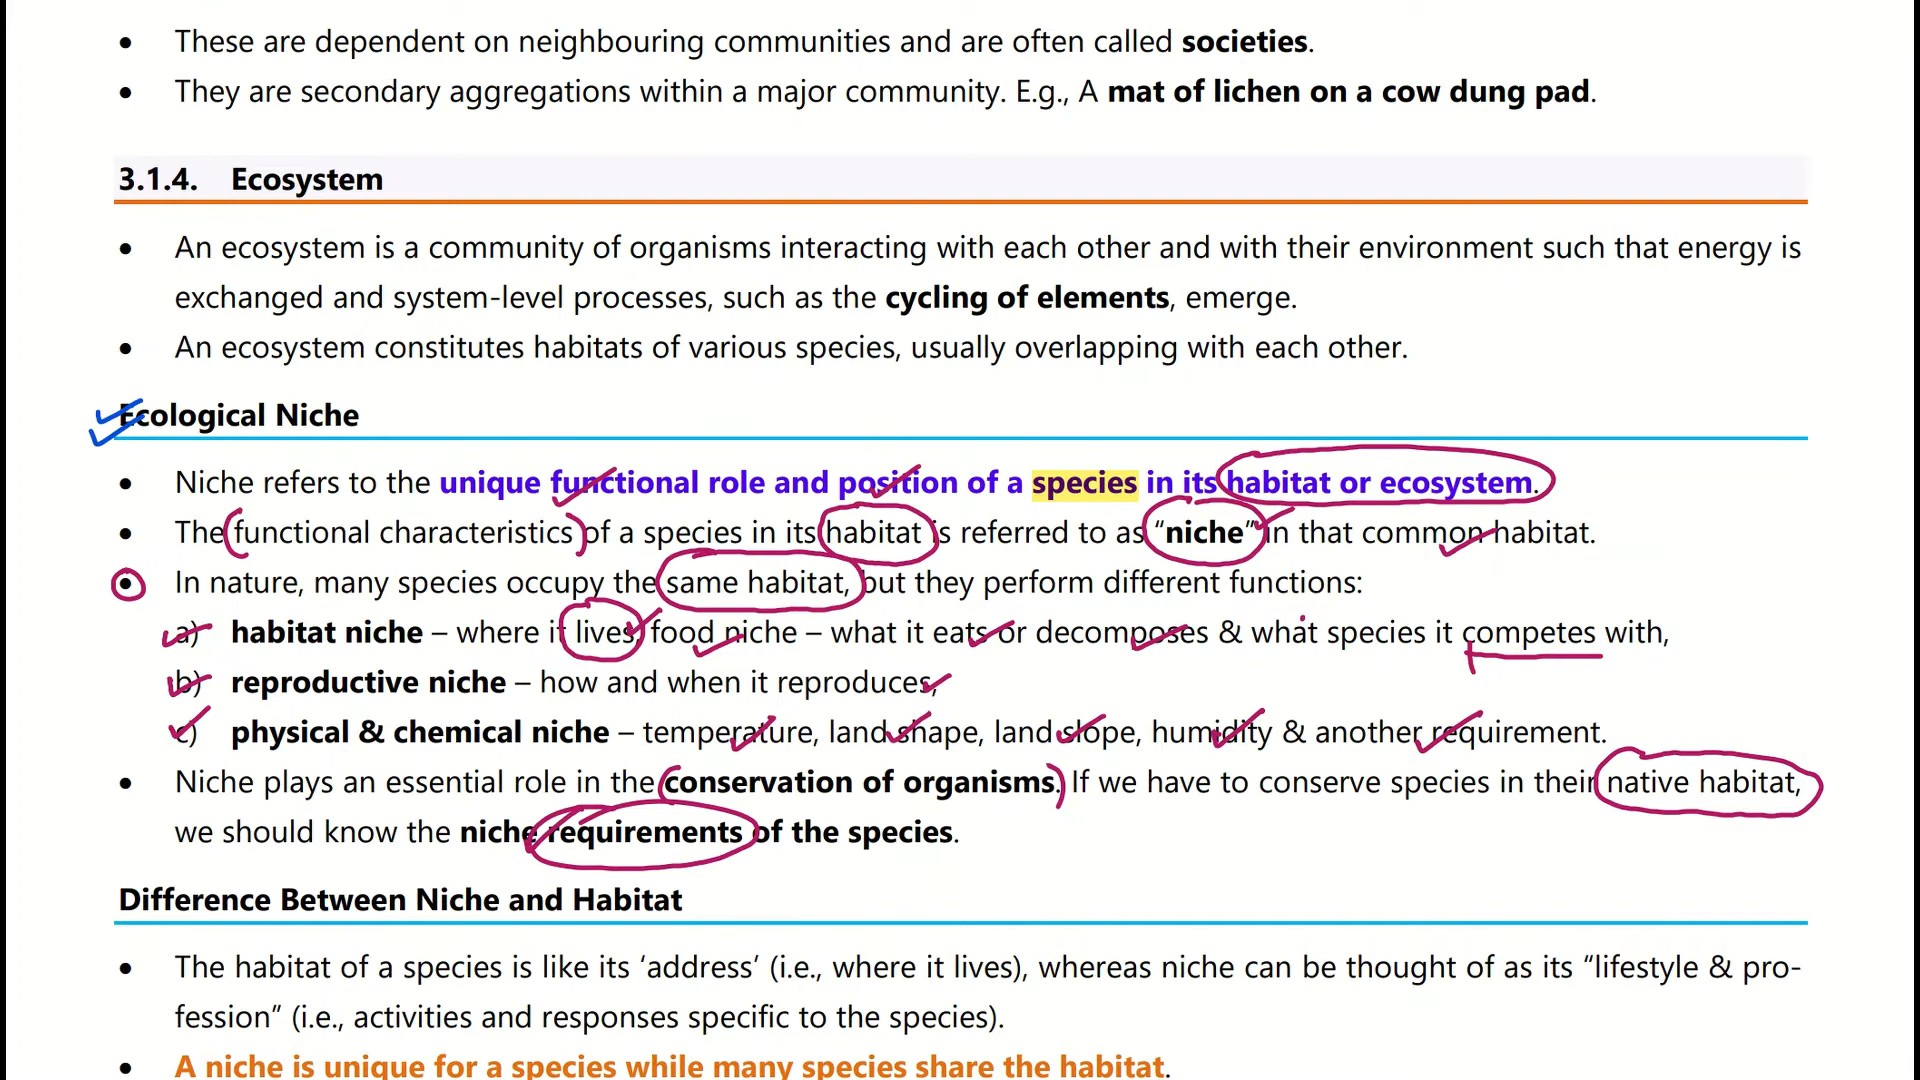 • These are dependent on neighbouring communities and are often called societies.
• They are secondary aggregations within a major community. E.g., A mat of lichen on a cow dung pad.
3.1.4. Ecosystem
• An ecosystem is a community of organisms interacting with each other and with their environment such that energy is
exchanged and system-level processes, such as the cycling of elements, emerge.
• An ecosystem constitutes habitats of various species, usually overlapping with each other.
Ecological Niche
• Niche refers to the unique functional role and position of a species in its habitat or ecosystem.
• The functional characteristics of a species in its habitat is referred to as “niche” in that common habitat.
• In nature, many species occupy the same habitat, but they perform different functions:
a) habitat niche – where it lives, food niche – what it eats or decomposes & what species it competes with,
b) reproductive niche – how and when it reproduces,
c) physical & chemical niche – temperature, land shape, land slope, humidity & another requirement.
• Niche plays an essential role in the conservation of organisms. If we have to conserve species in their native habitat,
we should know the niche requirements of the species.
Difference Between Niche and Habitat
• The habitat of a species is like its ‘address’ (i.e., where it lives), whereas niche can be thought of as its “lifestyle & pro-
fession” (i.e., activities and responses specific to the species).
• A niche is unique for a species while many species share the habitat.